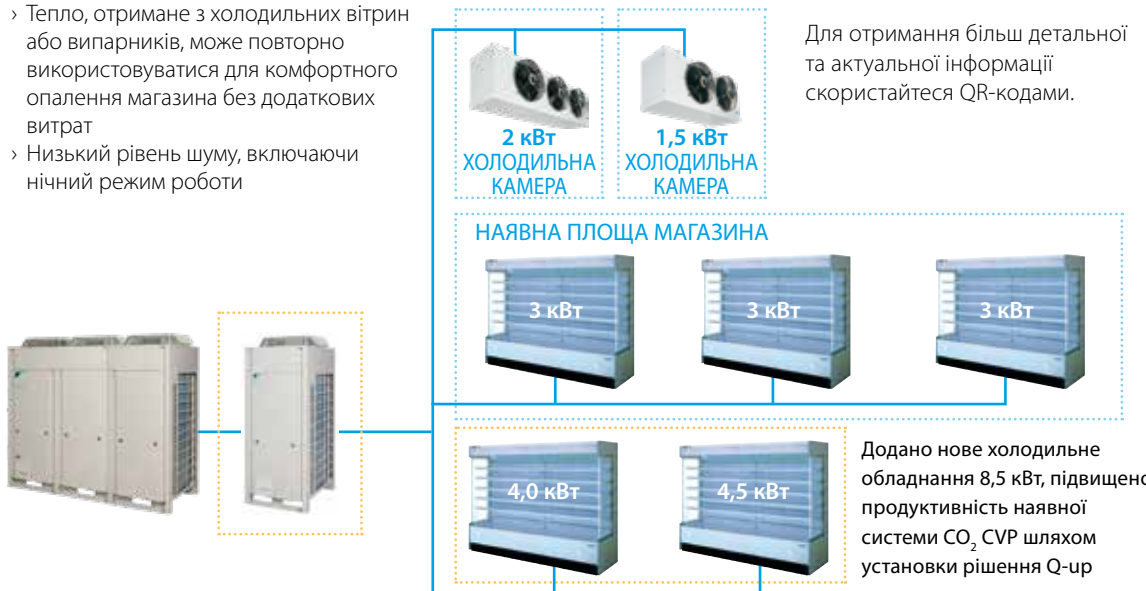 › Тепло, отримане з холодильних вітрин
або випарників, може повторно
використовуватися для комфортного
опалення магазина без додаткових
витрат
› Низький рівень шуму, включаючи
нічний режим роботи
2 кВт
ХОЛОДИЛЬНА
КАМЕРА
1,5 кВт
ХОЛОДИЛЬНА
КАМЕРА
Для отримання більш детальної
та актуальної інформації
скористайтеся QR-кодами.
НАЯВНА ПЛОЩА МАГАЗИНА
3 кВт
3 кВт
3 кВт
4,0 кВт
4,5 кВт
Додано нове холодильне
обладнання 8,5 кВт, підвищено
продуктивність наявної
системи CO₂ CVP шляхом
установки рішення Q-up